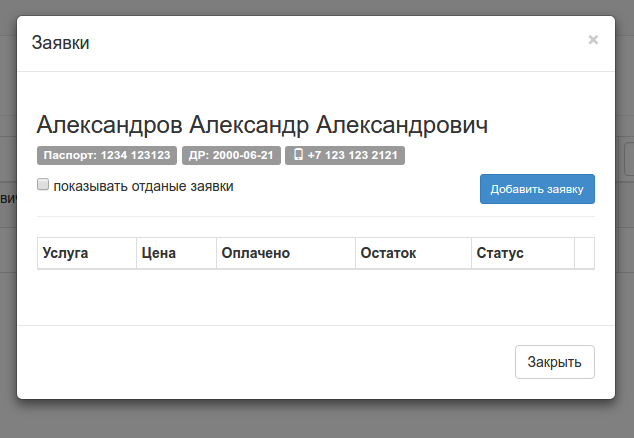 Заявки ×
Александров Александр Александрович
Паспорт: 1234 123123 ДР: 2000-06-21 +7 123 123 2121
показывать отданые заявки Добавить заявку
вич
Услуга Цена Оплачено Остаток Статус
Закрыть